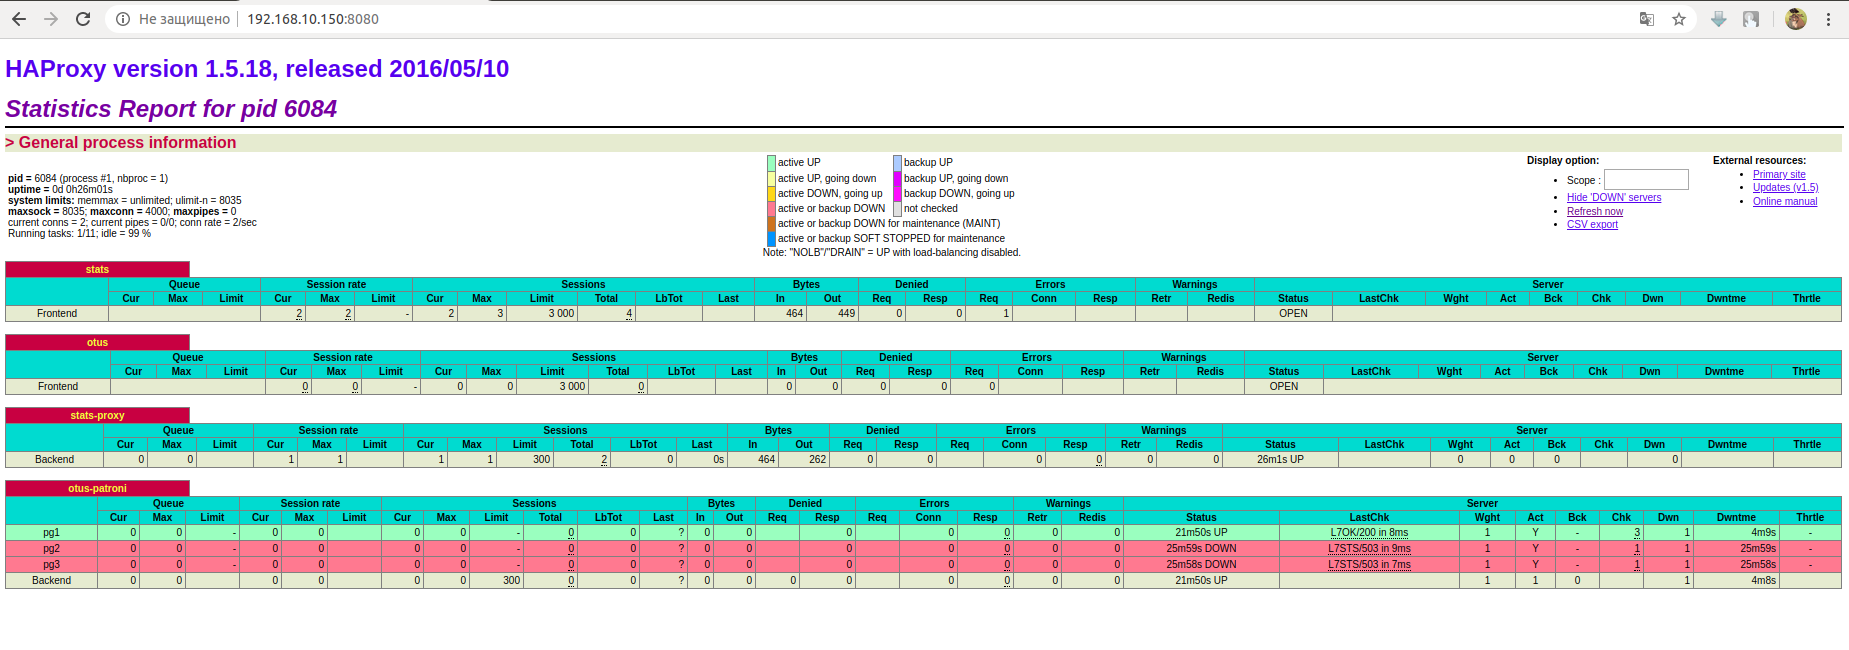 Не защищено 192.168.10.150:8080
HAProxy version 1.5.18, released 2016/05/10
Statistics Report for pid 6084
> General process information
pid = 6084 (process #1, nbproc = 1)
uptime = 0d 0h26m01s
system limits: memmax = unlimited; ulimit-n = 8035
maxsock = 8035; maxconn = 4000; maxpipes = 0
current conns = 2; current pipes = 0/0; conn rate = 2/sec
Running tasks: 1/11; idle = 99 %
active UP backup UP
active UP, going down backup UP, going down
active DOWN, going up backup DOWN, going up
active or backup DOWN not checked
active or backup DOWN for maintenance (MAINT)
active or backup SOFT STOPPED for maintenance
Note: "NOLB"/"DRAIN" = UP with load-balancing disabled.
Display option:
Scope :
Hide 'DOWN' servers
Refresh now
CSV export
External resources:
Primary site
Updates (v1.5)
Online manual
stats
Queue Session rate Sessions Bytes Denied Errors Warnings Server
Cur Max Limit Cur Max Limit Cur Max Limit Total LbTot Last In Out Req Resp Req Conn Resp Retr Redis Status LastChk Wght Act Bck Chk Dwn Dwntme Thrtle
Frontend 2 2 - 2 3 3 000 4 464 449 0 0 1 OPEN
otus
Queue Session rate Sessions Bytes Denied Errors Warnings Server
Cur Max Limit Cur Max Limit Cur Max Limit Total LbTot Last In Out Req Resp Req Conn Resp Retr Redis Status LastChk Wght Act Bck Chk Dwn Dwntme Thrtle
Frontend 0 0 - 0 0 3 000 0 0 0 0 0 0 OPEN
stats-proxy
Queue Session rate Sessions Bytes Denied Errors Warnings Server
Cur Max Limit Cur Max Limit Cur Max Limit Total LbTot Last In Out Req Resp Req Conn Resp Retr Redis Status LastChk Wght Act Bck Chk Dwn Dwntme Thrtle
Backend 0 0 1 1 1 1 300 2 0 0s 464 262 0 0 0 0 0 0 26m1s UP 0 0 0 0
otus-patroni
Queue Session rate Sessions Bytes Denied Errors Warnings Server
Cur Max Limit Cur Max Limit Cur Max Limit Total LbTot Last In Out Req Resp Req Conn Resp Retr Redis Status LastChk Wght Act Bck Chk Dwn Dwntme Thrtle
pg1 0 0 - 0 0 0 0 - 0 0 ? 0 0 0 0 0 0 0 21m50s UP L7OK/200 in 8ms 1 Y - 3 1 4m9s -
pg2 0 0 - 0 0 0 0 - 0 0 ? 0 0 0 0 0 0 0 25m59s DOWN L7STS/503 in 9ms 1 Y - 1 1 25m59s -
pg3 0 0 - 0 0 0 0 - 0 0 ? 0 0 0 0 0 0 0 25m58s DOWN L7STS/503 in 7ms 1 Y - 1 1 25m58s -
Backend 0 0 0 0 0 0 300 0 0 ? 0 0 0 0 0 0 0 0 21m50s UP 1 1 0 1 4m8s